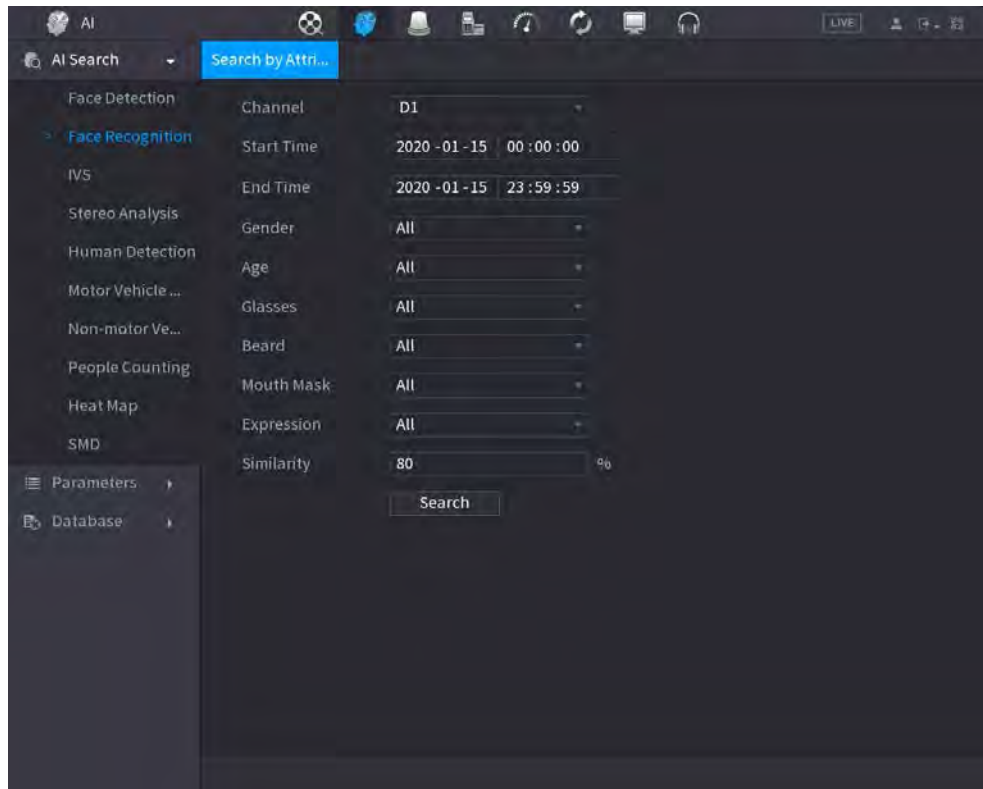 AI
LIVE
AI Search
Search by Attri...
Face Detection
Face Recognition
IVS
Stereo Analysis
Human Detection
Motor Vehicle ...
Non-motor Ve...
People Counting
Heat Map
SMD
Parameters
Database
Channel D1
Start Time 2020 -01 -15 00 :00 :00
End Time 2020 -01 -15 23 :59 :59
Gender All
Age All
Glasses All
Beard All
Mouth Mask All
Expression All
Similarity 80 %
Search